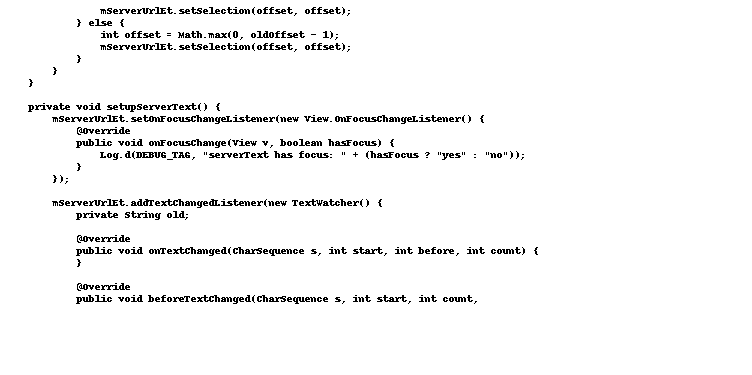 mServerUrlEt.setSelection(offset, offset);
        } else {
            int offset = Math.max(0, oldOffset - 1);
            mServerUrlEt.setSelection(offset, offset);
        }
    }
}

private void setupServerText() {
    mServerUrlEt.setOnFocusChangeListener(new View.OnFocusChangeListener() {
        @Override
        public void onFocusChange(View v, boolean hasFocus) {
            Log.d(DEBUG_TAG, "serverText has focus: " + (hasFocus ? "yes" : "no"));
        }
    });

    mServerUrlEt.addTextChangedListener(new TextWatcher() {
        private String old;

        @Override
        public void onTextChanged(CharSequence s, int start, int before, int count) {
        }

        @Override
        public void beforeTextChanged(CharSequence s, int start, int count,